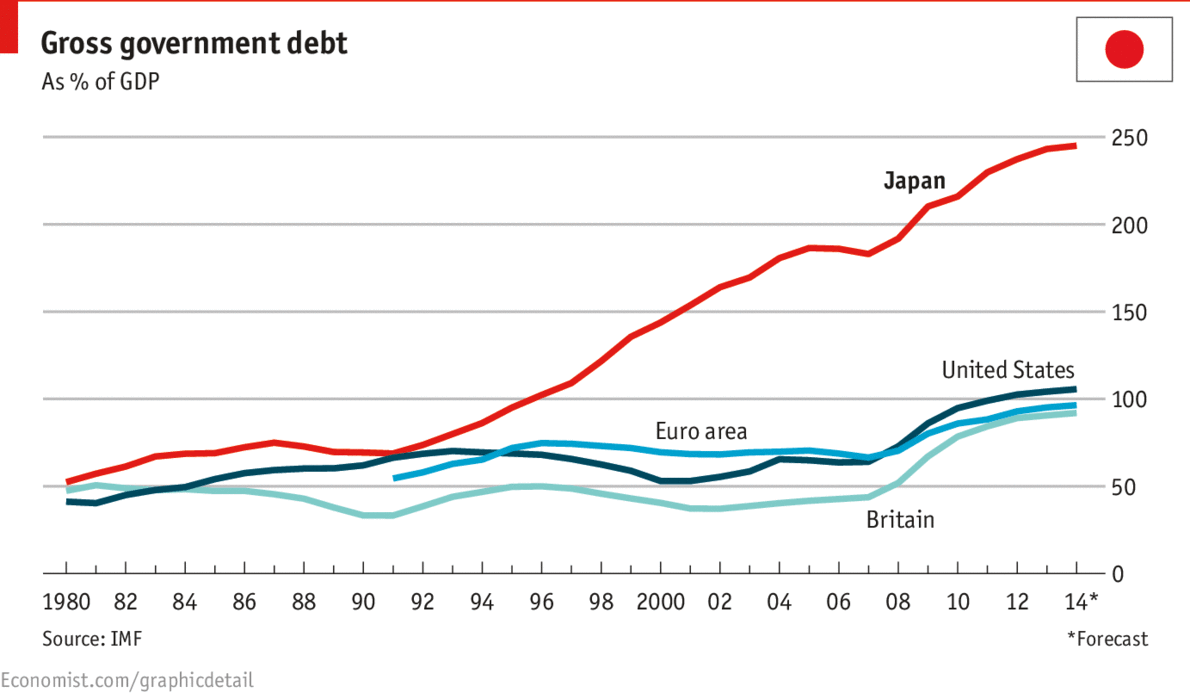 Gross government debt
As % of GDP
250
Japan
200
150
United States
100
Euro area
50
Britain
0
1980 82 84 86 88 90 92 94 96 98 2000 02 04 06 08 10 12 14*
Source: IMF
*Forecast
Economist.com/graphicdetail